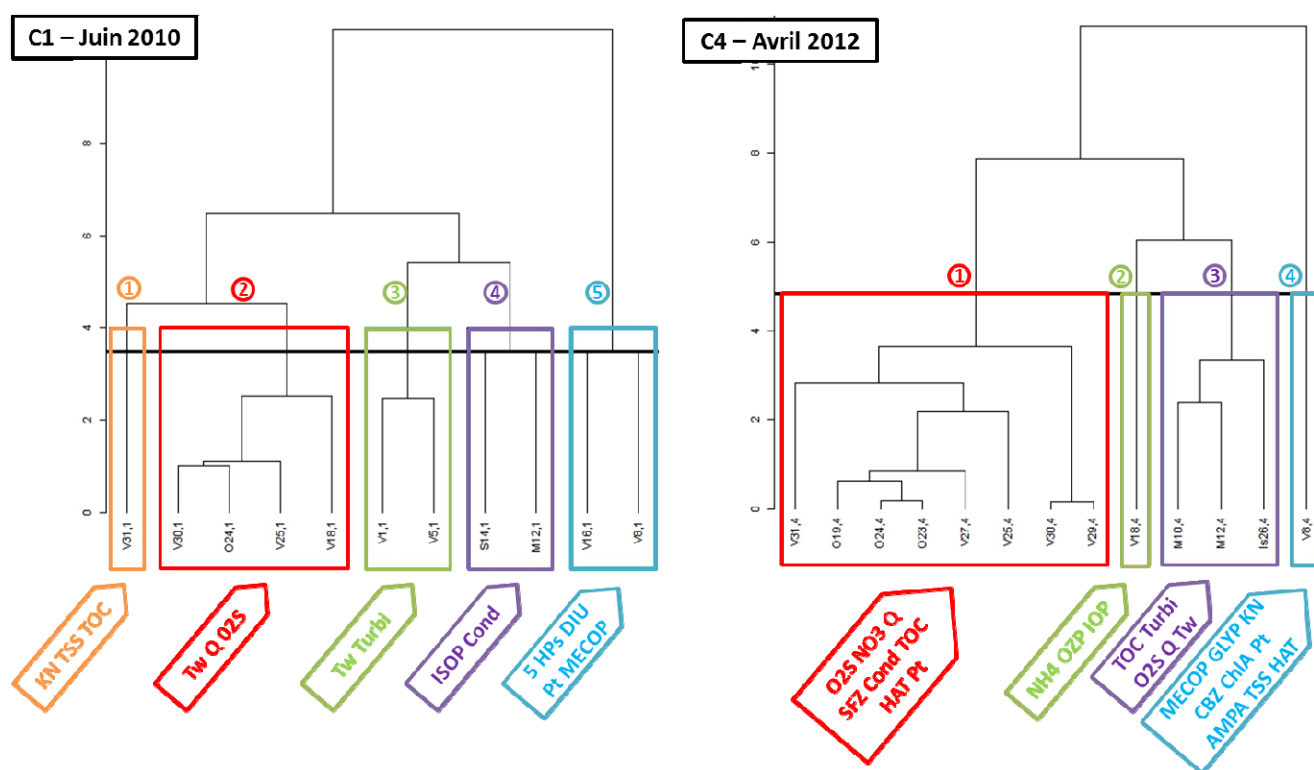 C1 – Juin 2010
8
6
4
2
0
①
②
③
④
⑤
V31,1
V30,1
O24,1
V25,1
V18,1
V1,1
V5,1
S14,1
M12,1
V16,1
V8,1
KN TSS TOC
Tw Q 02S
Tw Turbi
ISOP Cond
5 HPs DIU
Pt MECOP
C4 – Avril 2012
8
6
4
2
0
①
②
③
④
V31,4
O19,4
O24,4
O23,4
V27,4
V25,4
V30,4
V29,4
V18,4
M10,4
M12,4
Is26,4
V8,4
O2S NO3 Q
SFZ Cond TOC
HAT Pt
NH4 OZP IOP
TOC Turbi
O2S Q Tw
MECOP GLYP KN
CBZ ChlA Pt
AMPA TSS HAT